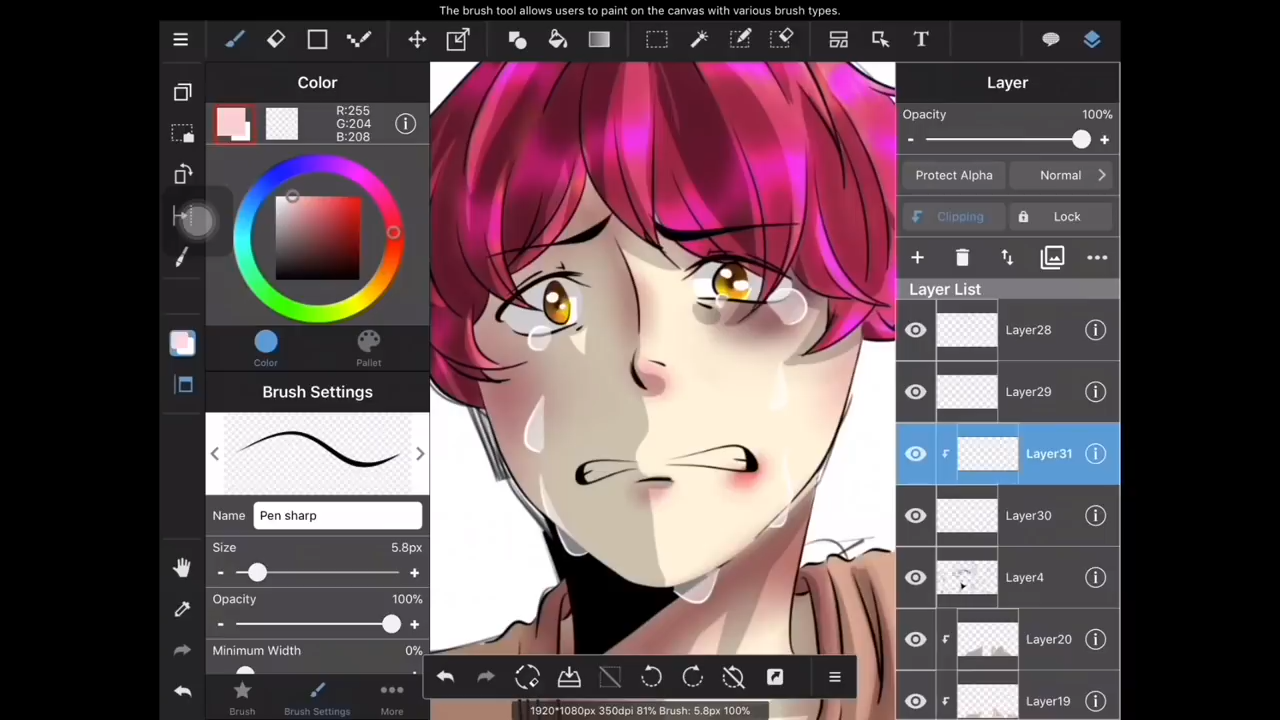 The brush tool allows users to paint on the canvas with various brush types.
T
Color
R:255
G:204
B:208
Color
Pallet
Brush Settings
Name
Pen sharp
Size
5.8px
- +
Opacity
100%
- +
Minimum Width
0%
Brush
Brush Settings
More
1920*1080px 350dpi 81% Brush: 5.8px 100%
Layer
Opacity
100%
- +
Protect Alpha
Normal
Clipping
Lock
Layer List
Layer28
Layer29
Layer31
Layer30
Layer4
Layer20
Layer19